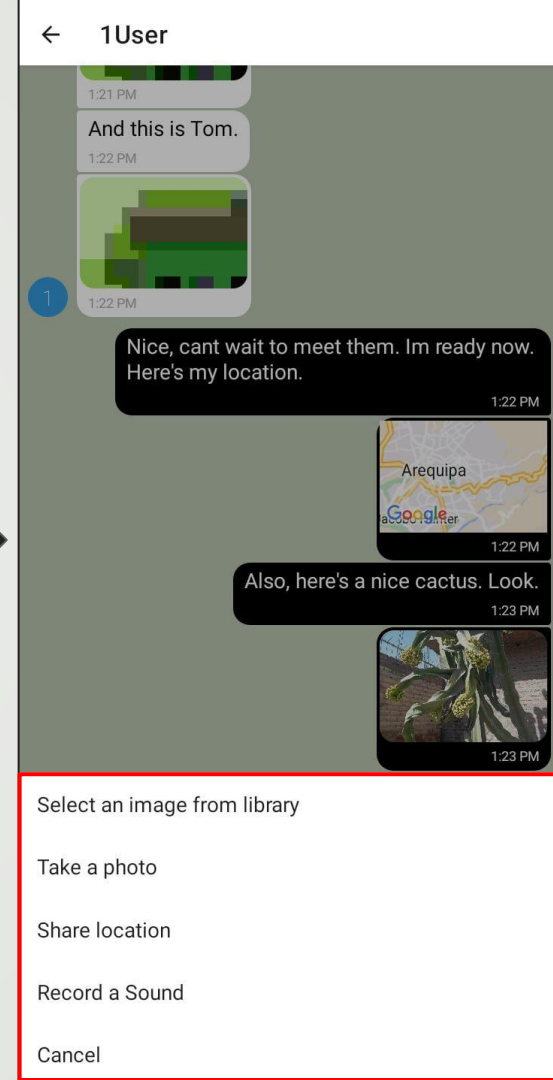 1User
1:21 PM
And this is Tom.
1:22 PM
1
1:22 PM
Nice, cant wait to meet them. Im ready now.
Here's my location.
1:22 PM
Arequipa
Google
1:22 PM
Also, here's a nice cactus. Look.
1:23 PM
1:23 PM
Select an image from library
Take a photo
Share location
Record a Sound
Cancel